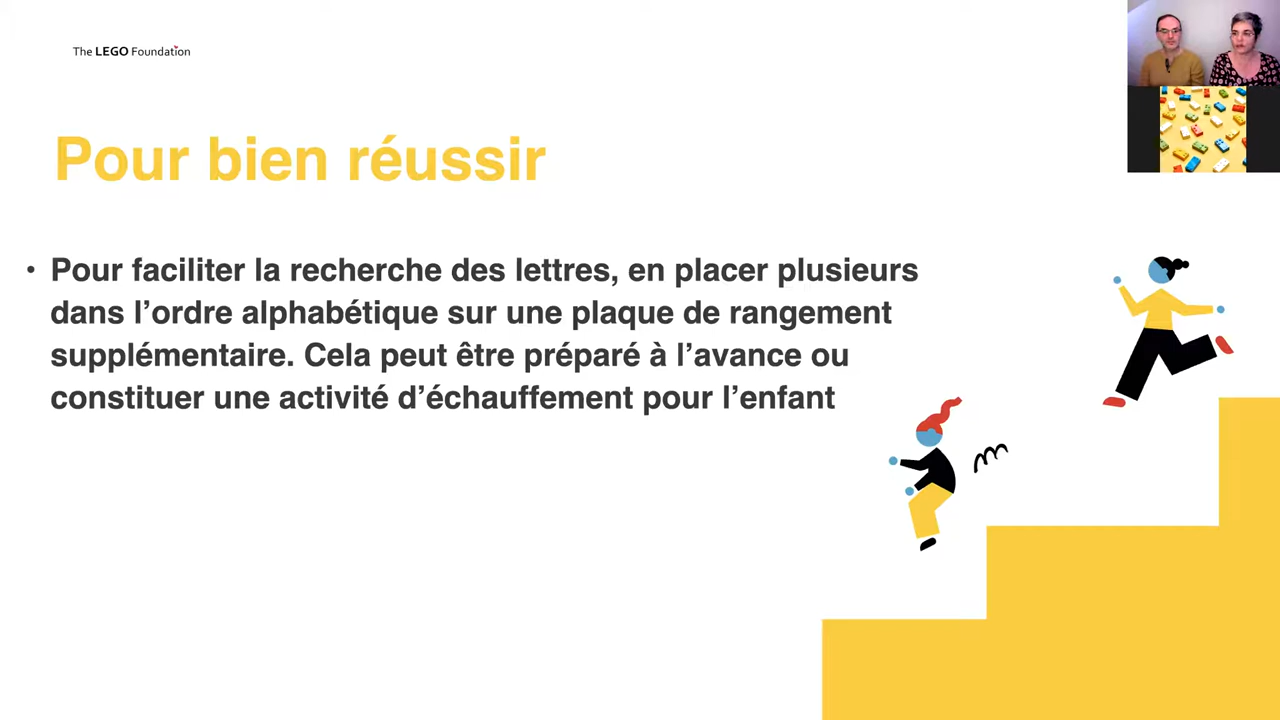 The LEGO Foundation
Pour bien réussir
• Pour faciliter la recherche des lettres, en placer plusieurs
dans l’ordre alphabétique sur une plaque de rangement
supplémentaire. Cela peut être préparé à l’avance ou
constituer une activité d’échauffement pour l’enfant